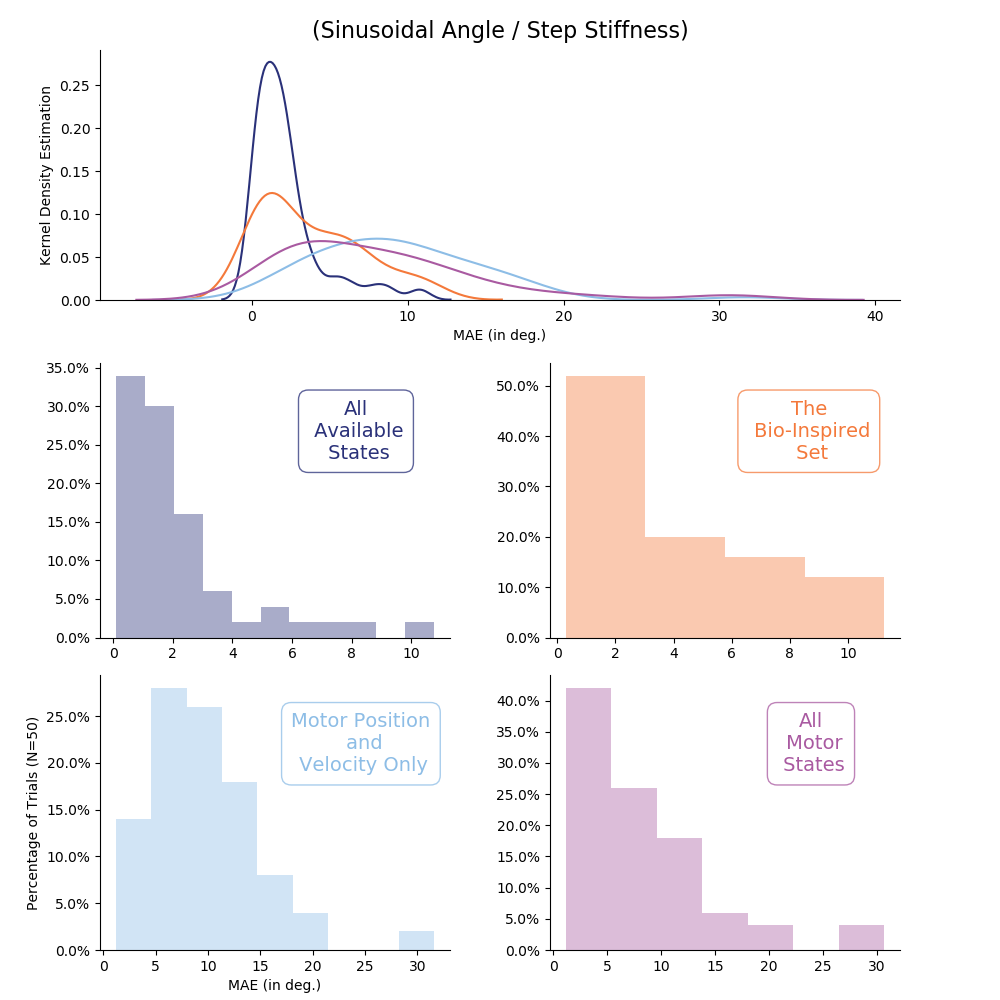 (Sinusoidal Angle / Step Stiffness)
Kernel Density Estimation
0.25
0.20
0.15
0.10
0.05
0.00
0 10 20 30 40
MAE (in deg.)
35.0%
30.0%
25.0%
20.0%
15.0%
10.0%
5.0%
0.0%
0 2 4 6 8 10
All
Available
States
50.0%
40.0%
30.0%
20.0%
10.0%
0.0%
0 2 4 6 8 10
The
Bio-Inspired
Set
Percentage of Trials (N=50)
25.0%
20.0%
15.0%
10.0%
5.0%
0.0%
0 5 10 15 20 25 30
MAE (in deg.)
Motor Position
and
Velocity Only
40.0%
35.0%
30.0%
25.0%
20.0%
15.0%
10.0%
5.0%
0.0%
0 5 10 15 20 25 30
All
Motor
States